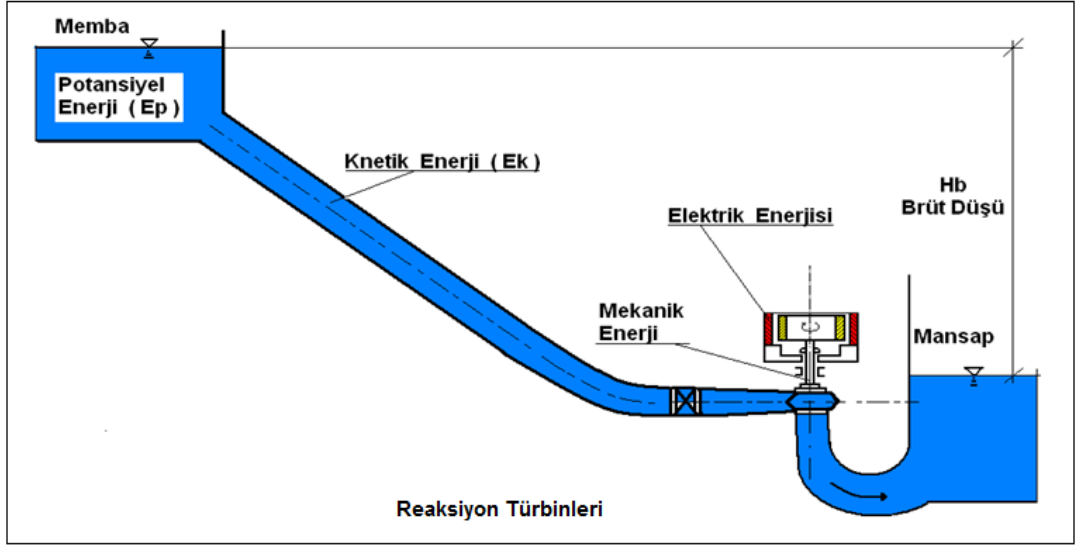 Memba
Potansiyel
Enerji ( Ep )
Knetik Enerji ( Ek )
Hb
Brüt Düşü
Elektrik Enerjisi
Mekanik
Enerji
Mansap
Reaksiyon Türbinleri